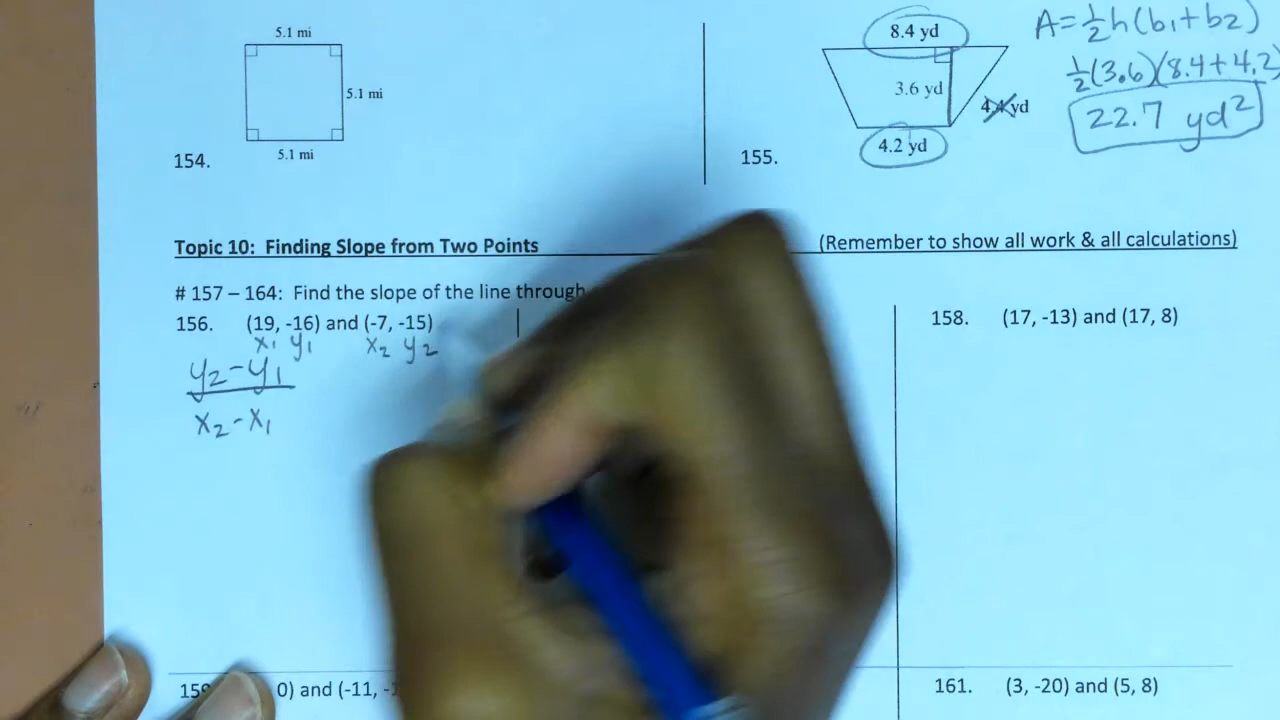 5.1 mi
5.1 mi
5.1 mi
154.
8.4 yd
3.6 yd
yd
4.2 yd
155.
A=½h(b₁+b₂)
½(3.6)(8.4+4.2)
22.7 yd²
Topic 10: Finding Slope from Two Points
(Remember to show all work & all calculations)
# 157 – 164: Find the slope of the line through
156. (19, -16) and (-7, -15)
x₁ y₁ x₂ y₂
y₂-y₁
x₂-x₁
158. (17, -13) and (17, 8)
0) and (-11,
161. (3, -20) and (5, 8)